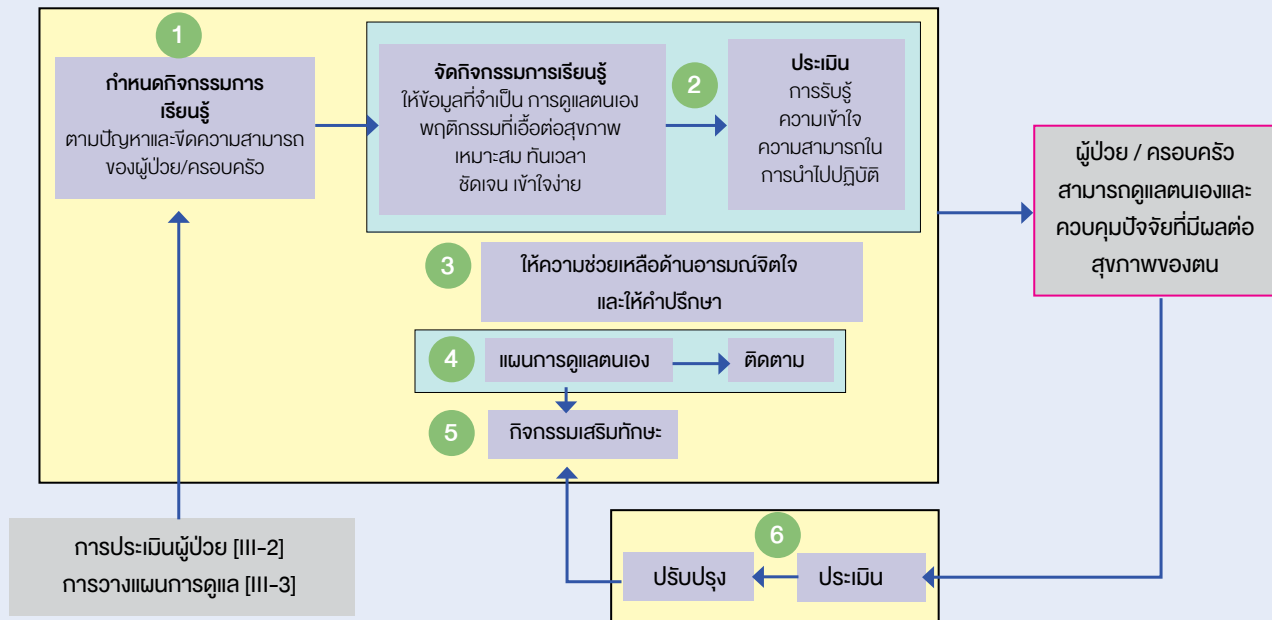 1
กำหนดกิจกรรมการ
เรียนรู้
ตามปัญหาและขีดความสามารถ
ของผู้ป่วย/ครอบครัว
จัดกิจกรรมการเรียนรู้
ให้ข้อมูลที่จำเป็น การดูแลตนเอง
พฤติกรรมที่เอื้อต่อสุขภาพ
เหมาะสม ทันเวลา
ชัดเจน เข้าใจง่าย
2
ประเมิน
การรับรู้
ความเข้าใจ
ความสามารถใน
การนำไปปฏิบัติ
ผู้ป่วย / ครอบครัว
สามารถดูแลตนเองและ
ควบคุมปัจจัยที่มีผลต่อ
สุขภาพของตน
3
ให้ความช่วยเหลือด้านอารมณ์จิตใจ
และให้คำปรึกษา
4
แผนการดูแลตนเอง
ติดตาม
5
กิจกรรมเสริมทักษะ
การประเมินผู้ป่วย [III-2]
การวางแผนการดูแล [III-3]
6
ปรับปรุง
ประเมิน